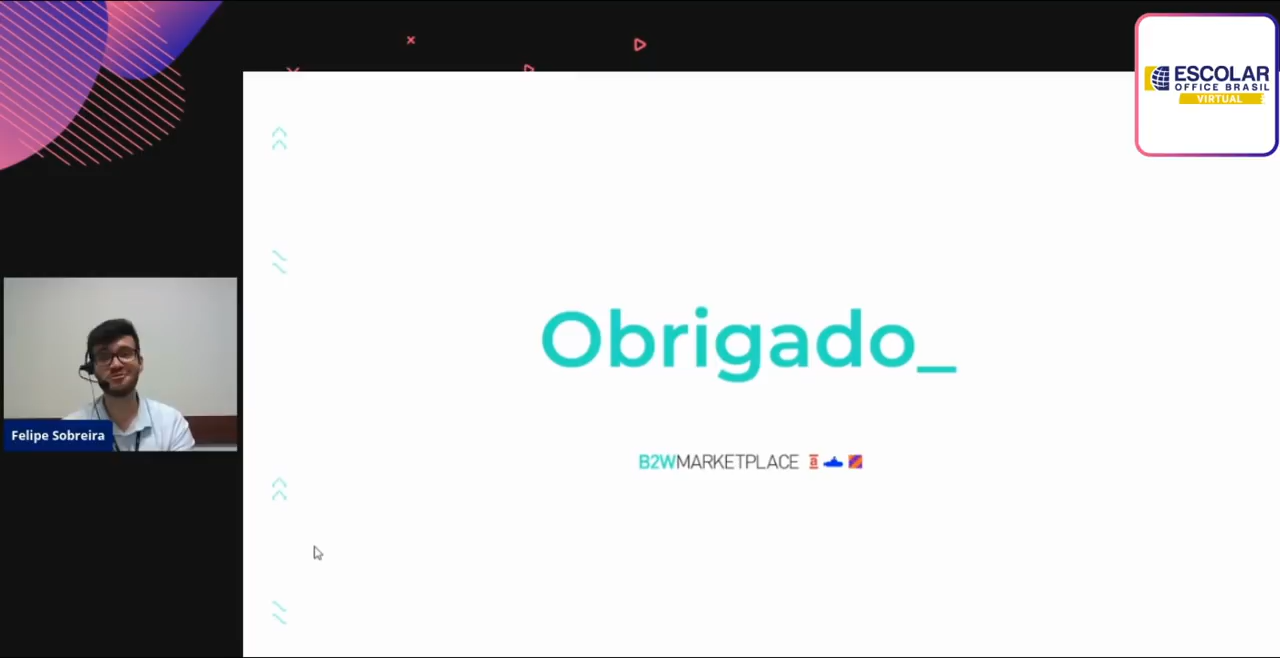 ESCOLAR
OFFICE BRASIL
VIRTUAL
Obrigado_
Felipe Sobreira
B2WMARKETPLACE a